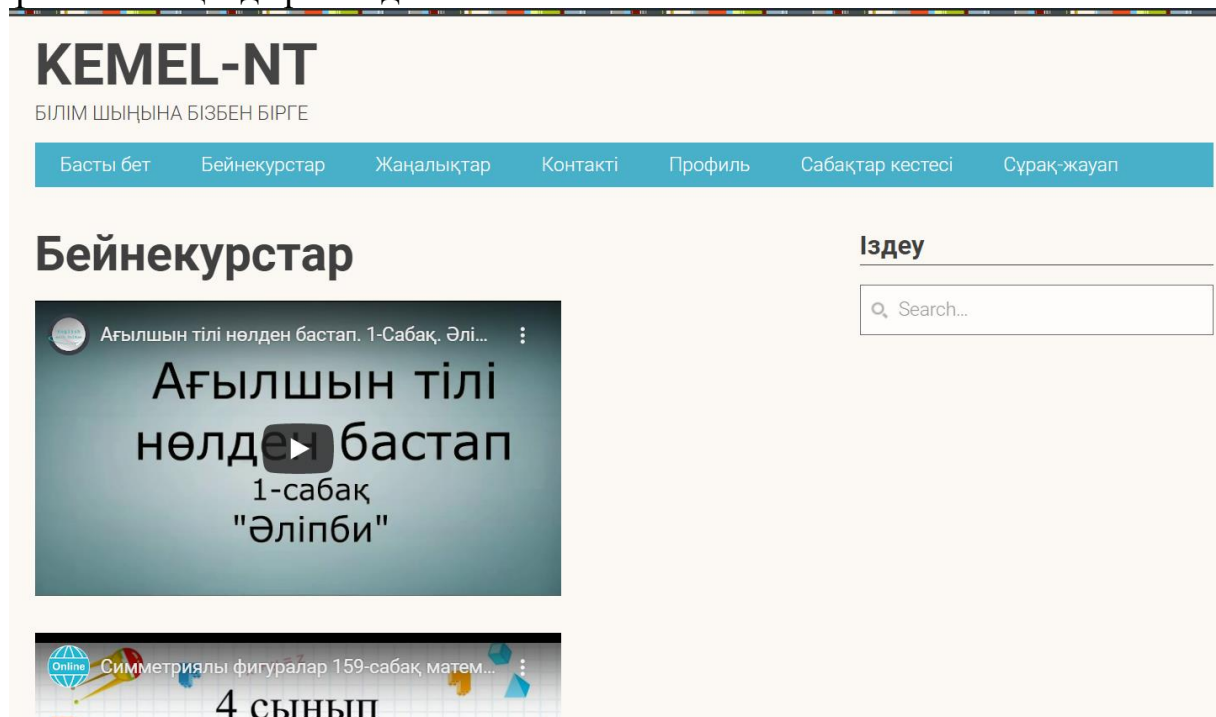 KEMEL-NT
БІЛІМ ШЫҢЫНА БІЗБЕН БІРГЕ
Басты бет Бейнекурстар Жаңалықтар Контакті Профиль Сабақтар кестесі Сұрақ-жауап
Бейнекурстар
Іздеу
Search...
Ағылшын тілі нөлден бастап. 1-Сабақ. Әлі...
Ағылшын тілі
нөлден бастап
1-сабақ
"Әліпби"
Online
Симметриялы фигуралар 159-сабақ матем...
4 сынып